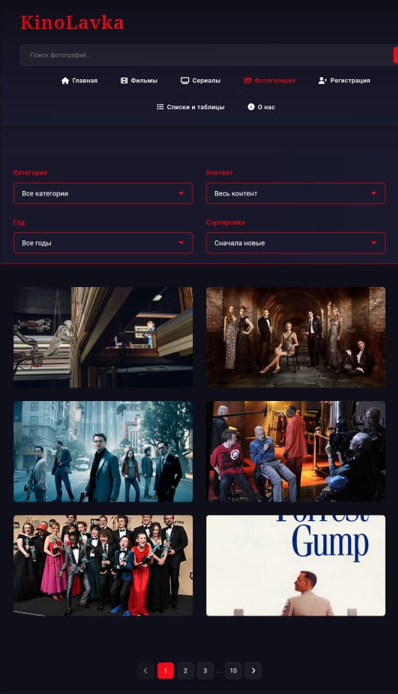 KinoLavka
Поиск фотографий...
Главная Фильмы Сериалы Фотогалерея Регистрация
Списки и таблицы О нас
Категория Контент
Все категории Весь контент
Год Сортировка
Все годы Сначала новые
Forrest
Gump
1 2 3 ... 10